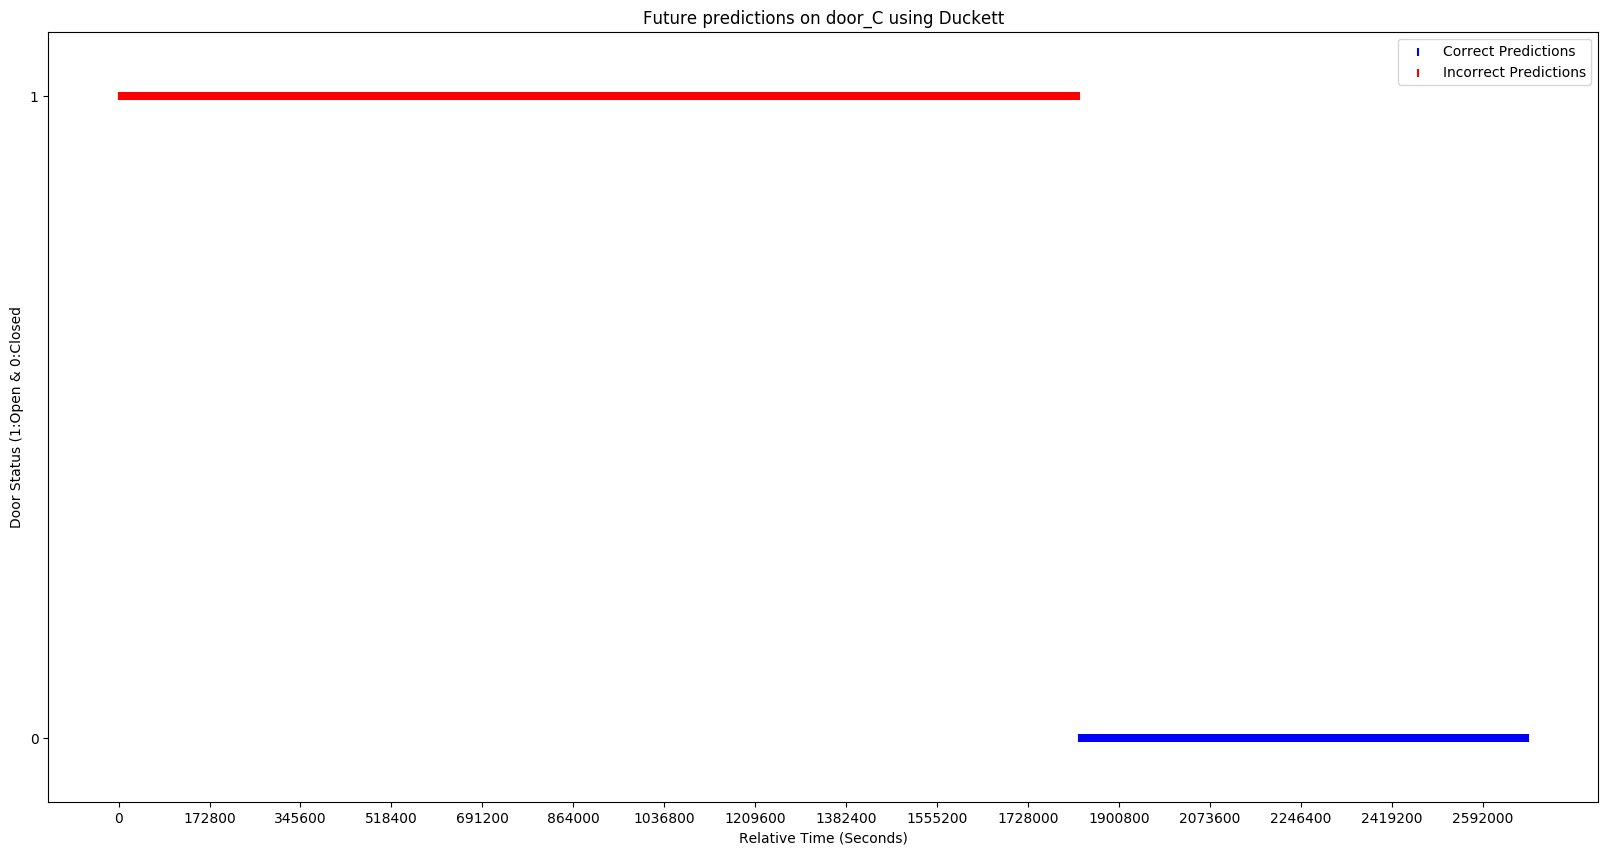 Future predictions on door_C using Duckett
Correct Predictions
Incorrect Predictions
1
0
Door Status (1:Open & 0:Closed
0 172800 345600 518400 691200 864000 1036800 1209600 1382400 1555200 1728000 1900800 2073600 2246400 2419200 2592000
Relative Time (Seconds)